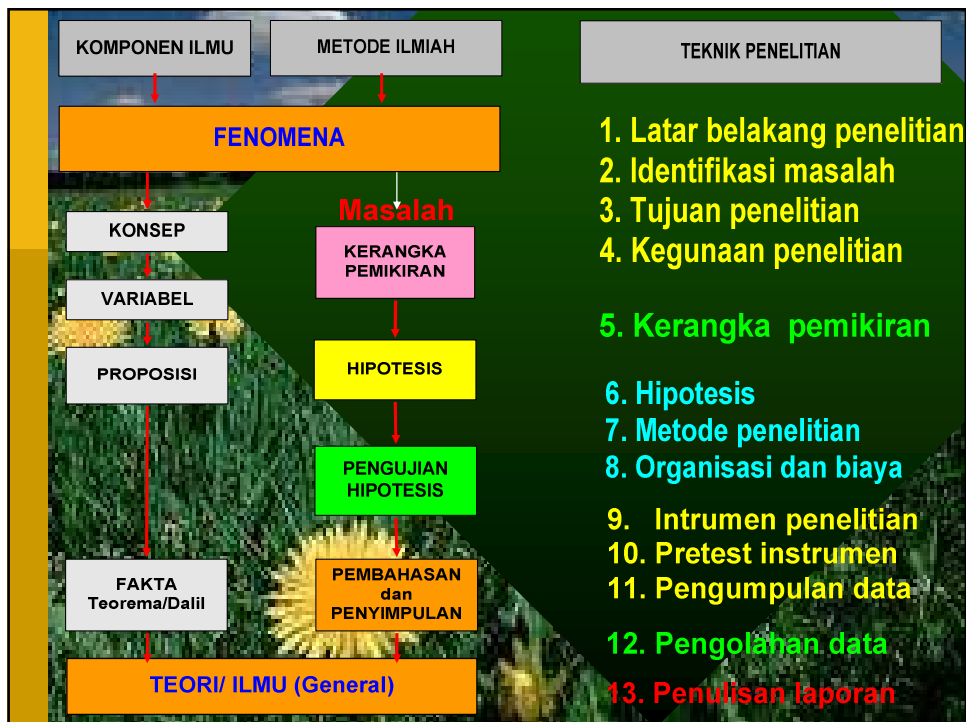 KOMPONEN ILMU
METODE ILMIAH
TEKNIK PENELITIAN
FENOMENA
KONSEP
VARIABEL
PROPOSISI
FAKTA
Teorema/Dalil
Masalah
KERANGKA
PEMIKIRAN
HIPOTESIS
PENGUJIAN
HIPOTESIS
PEMBAHASAN
dan
PENYIMPULAN
TEORI/ ILMU (General)
1. Latar belakang penelitian
2. Identifikasi masalah
3. Tujuan penelitian
4. Kegunaan penelitian
5. Kerangka pemikiran
6. Hipotesis
7. Metode penelitian
8. Organisasi dan biaya
9. Intrumen penelitian
10. Pretest instrumen
11. Pengumpulan data
12. Pengolahan data
13. Penulisan laporan